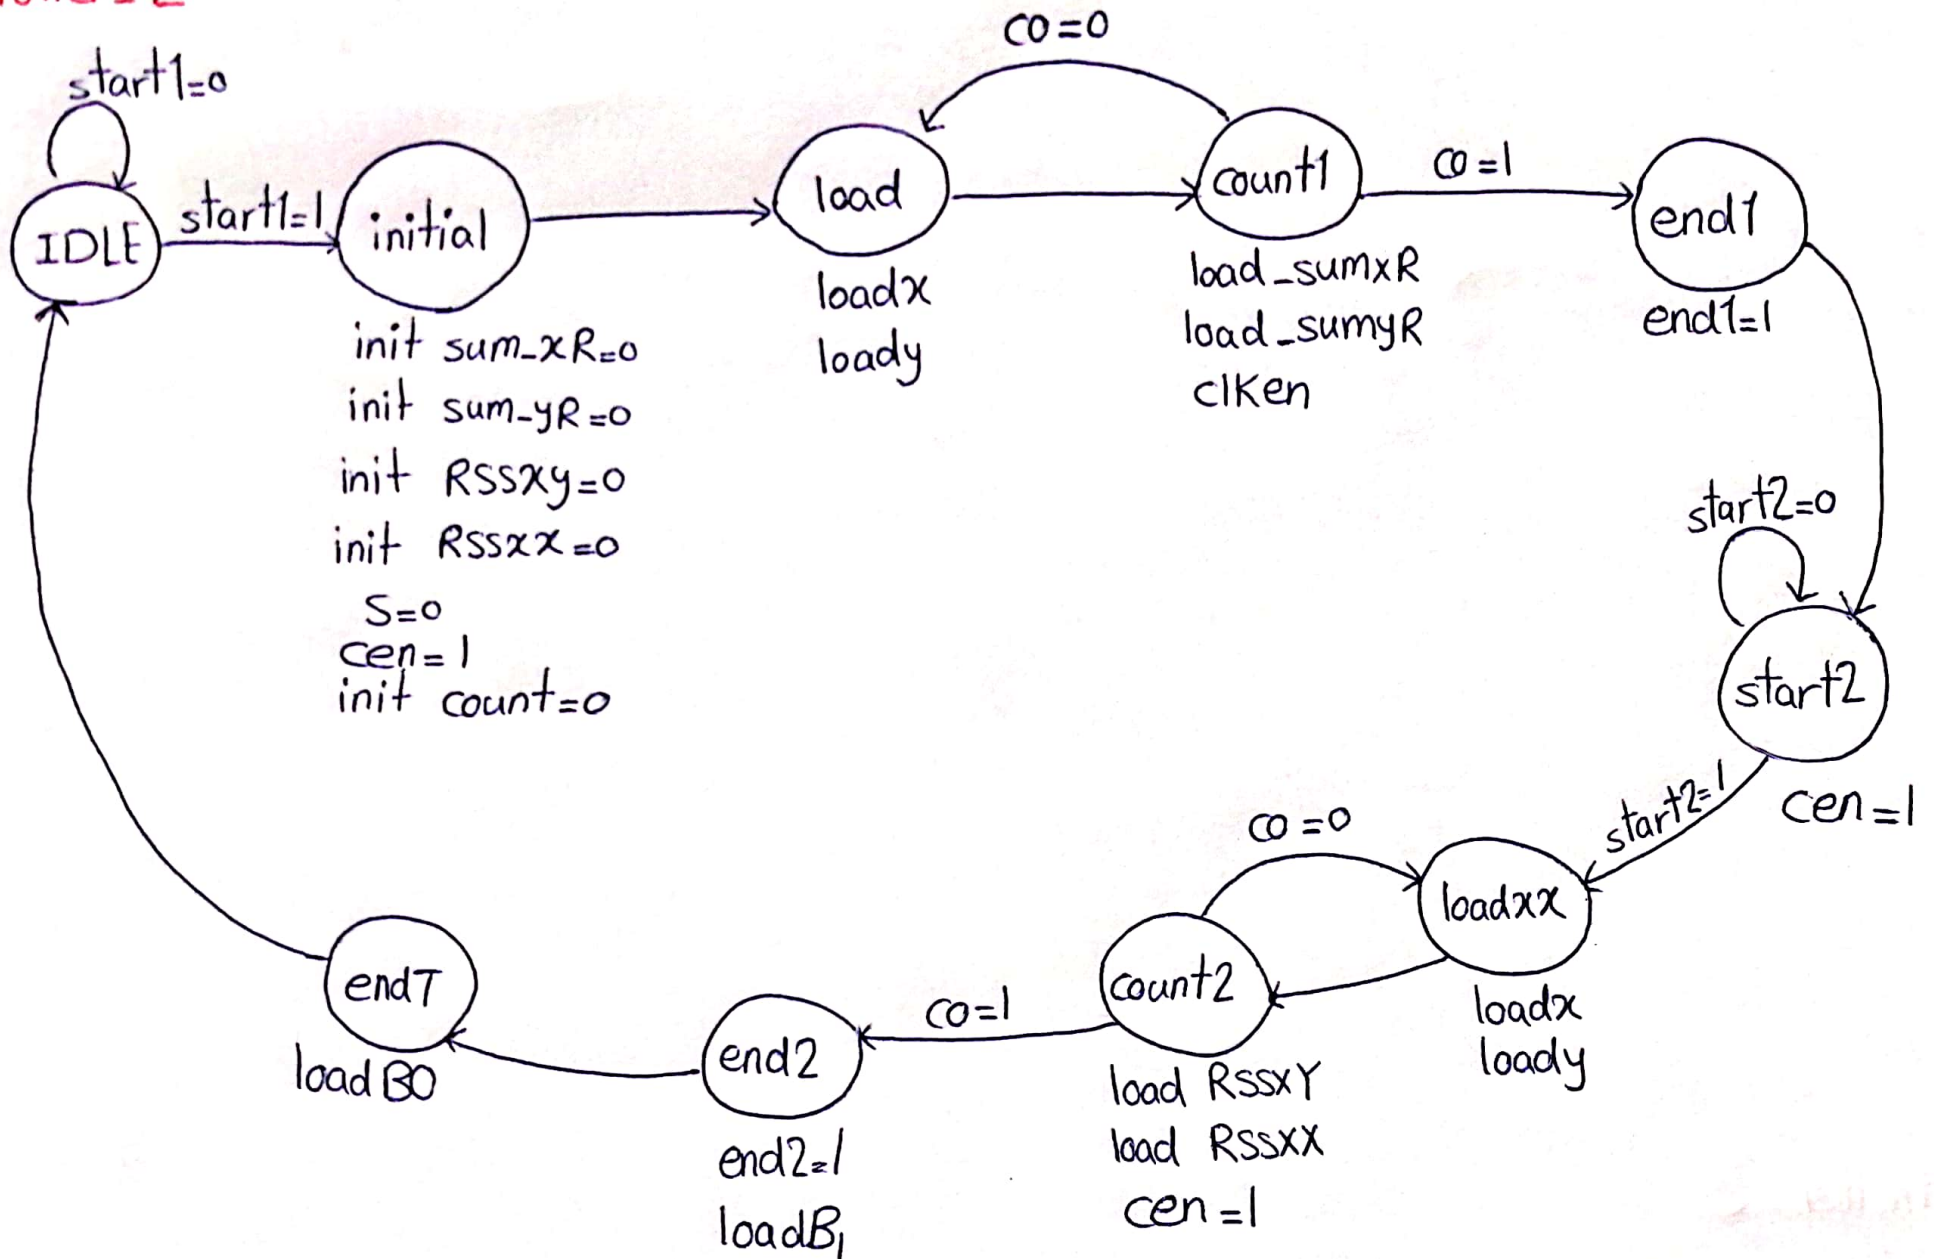 start1=0
IDLE
start1=1
initial
init sum_xR=0
init sum_yR=0
init RSSxy=0
init RSSxx=0
S=0
cen=1
init count=0
load
loadx
loady
co=0
count1
load_sumxR
load_sumyR
clKen
co=1
end1
end1=1
start2=0
start2
cen=1
start2=1
loadxx
loadx
loady
co=0
count2
load RSSXY
load RSSXX
cen=1
co=1
end2
end2=1
loadB1
endT
load B0